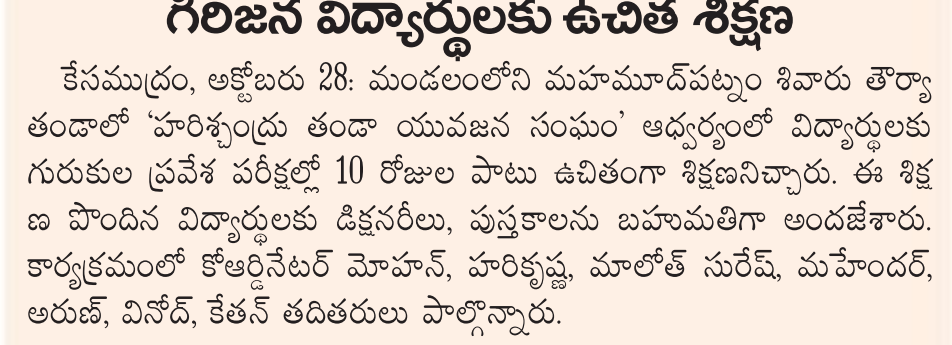 గిరిజన విద్యార్థులకు ఉచిత శిక్షణ
కేసముద్రం, అక్టోబరు 28: మండలంలోని మహమూద్‌పట్నం శివారు తౌర్యా
తండాలో ‘హరిశ్చంద్రు తండా యువజన సంఘం’ ఆధ్వర్యంలో విద్యార్థులకు
గురుకుల ప్రవేశ పరీక్షల్లో 10 రోజుల పాటు ఉచితంగా శిక్షణనిచ్చారు. ఈ శిక్ష
ణ పొందిన విద్యార్థులకు డిక్షనరీలు, పుస్తకాలను బహుమతిగా అందజేశారు.
కార్యక్రమంలో కోఆర్డినేటర్ మోహన్, హరికృష్ణ, మాలోత్ సురేష్, మహేందర్,
అరుణ్, వినోద్, కేతన్ తదితరులు పాల్గొన్నారు.